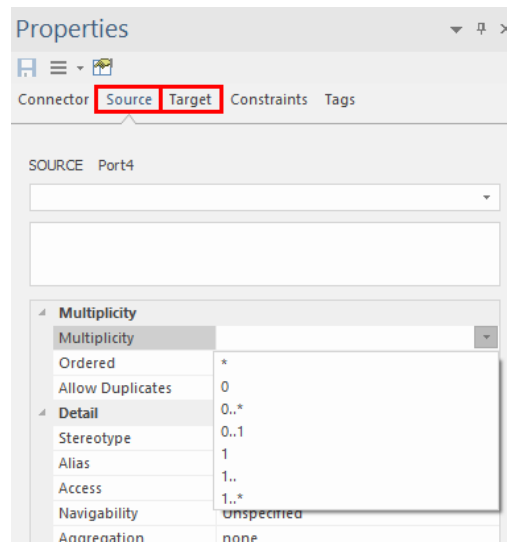 Properties
Connector Source Target Constraints Tags
SOURCE Port4
Multiplicity
Multiplicity
Ordered *
Allow Duplicates 0
Detail 0..*
Stereotype 0..1
Alias 1
Access 1..
1..*
Navigability Unspecified
Aggregation none